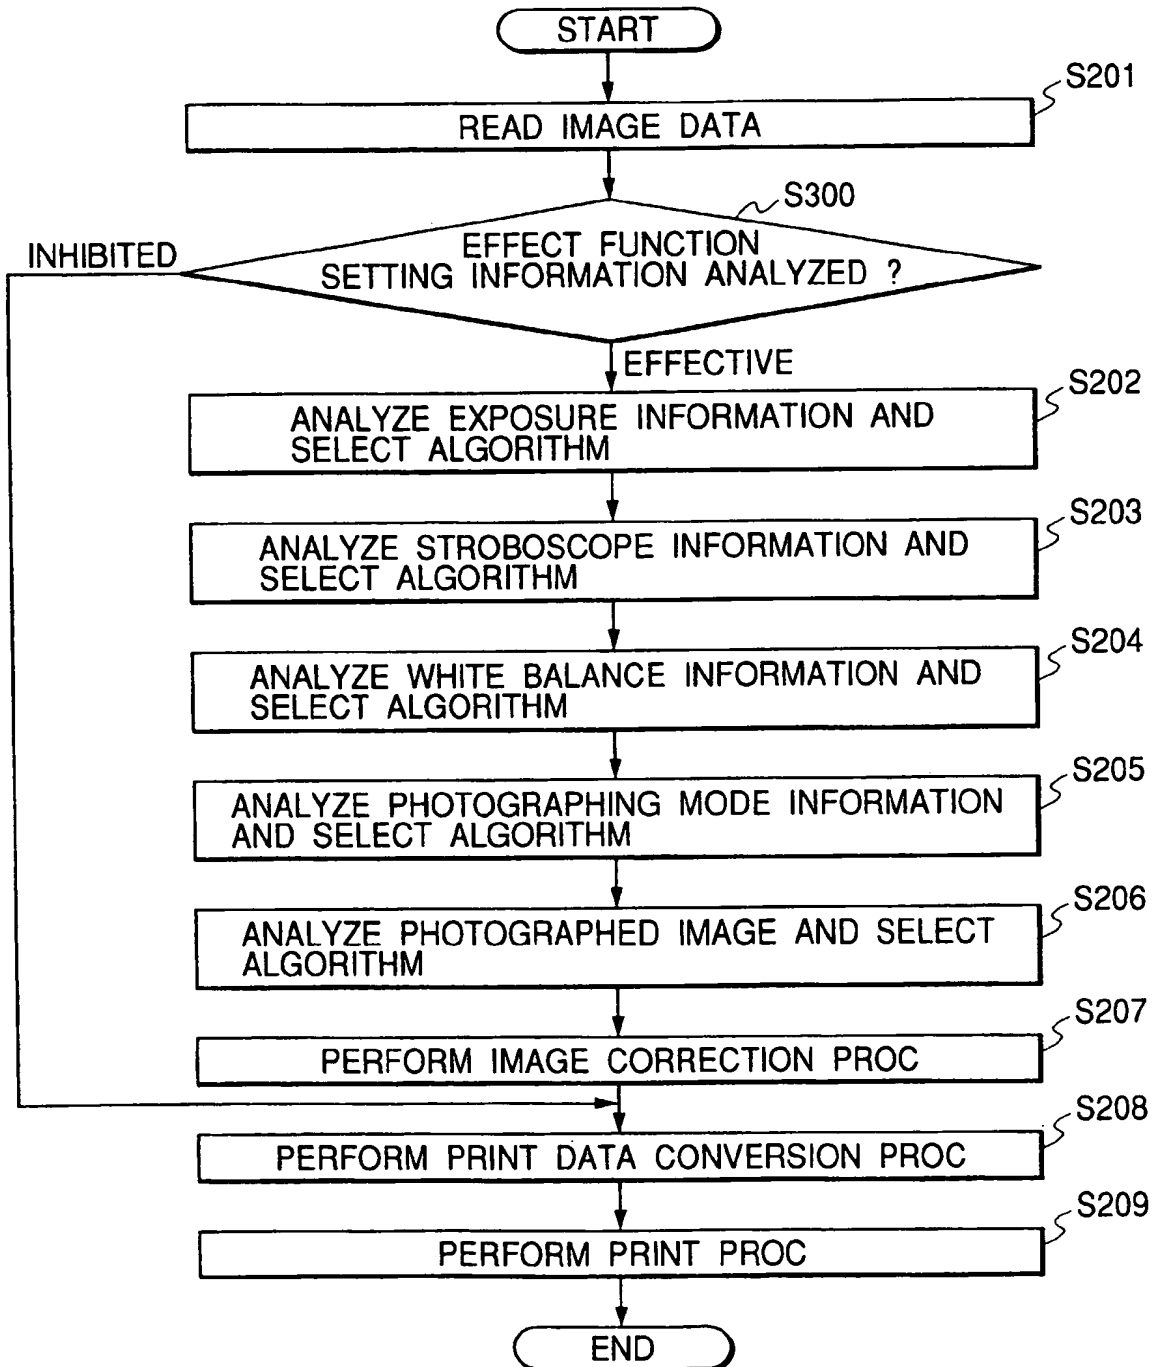 START
S201
READ IMAGE DATA
S300
INHIBITED
EFFECT FUNCTION
SETTING INFORMATION ANALYZED ?
EFFECTIVE
S202
ANALYZE EXPOSURE INFORMATION AND
SELECT ALGORITHM
S203
ANALYZE STROBOSCOPE INFORMATION AND
SELECT ALGORITHM
S204
ANALYZE WHITE BALANCE INFORMATION AND
SELECT ALGORITHM
S205
ANALYZE PHOTOGRAPHING MODE INFORMATION
AND SELECT ALGORITHM
S206
ANALYZE PHOTOGRAPHED IMAGE AND SELECT
ALGORITHM
S207
PERFORM IMAGE CORRECTION PROC
S208
PERFORM PRINT DATA CONVERSION PROC
S209
PERFORM PRINT PROC
END